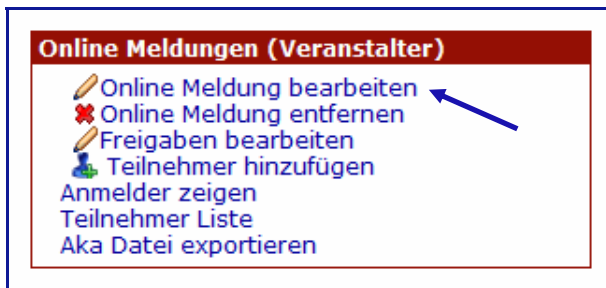 Online Meldungen (Veranstalter)
Online Meldung bearbeiten
Online Meldung entfernen
Freigaben bearbeiten
Teilnehmer hinzufügen
Anmelder zeigen
Teilnehmer Liste
Aka Datei exportieren